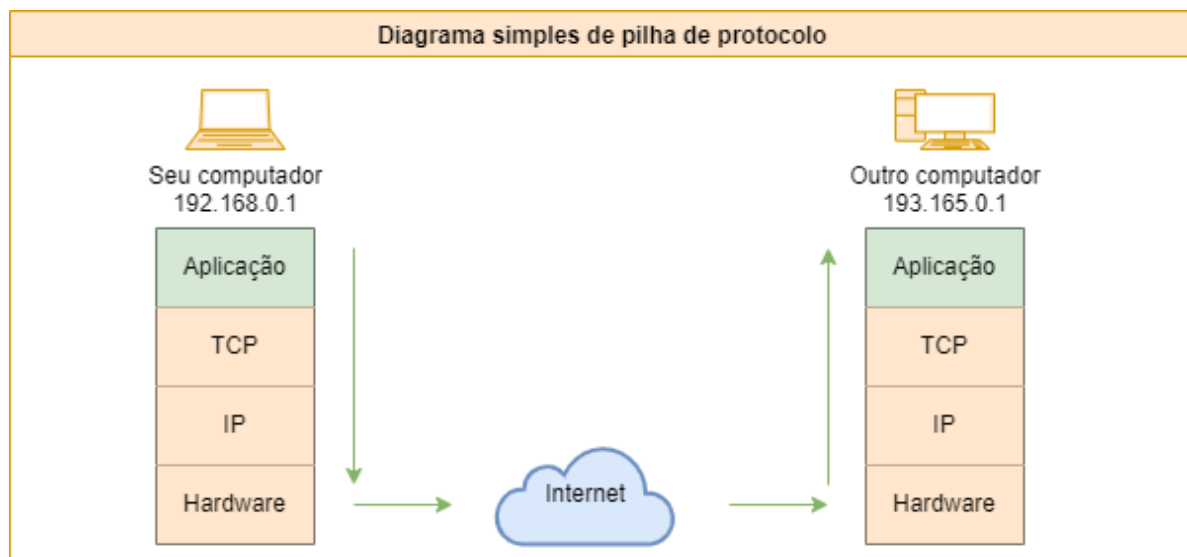 Diagrama simples de pilha de protocolo
Seu computador
192.168.0.1
Aplicação
TCP
IP
Hardware
Internet
Outro computador
193.165.0.1
Aplicação
TCP
IP
Hardware